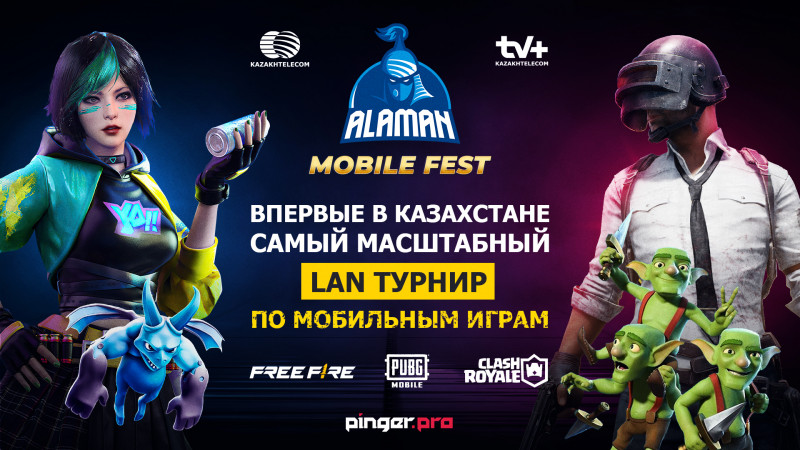 KAZAKHTELECOM
tv+
KAZAKHTELECOM
ALAMAN
MOBILE FEST
YO!!
ВПЕРВЫЕ В КАЗАХСТАНЕ
САМЫЙ МАСШТАБНЫЙ
LAN ТУРНИР
ПО МОБИЛЬНЫМ ИГРАМ
FREE FIRE
PUBG
MOBILE
CLASH
ROYALE
pinger.pro